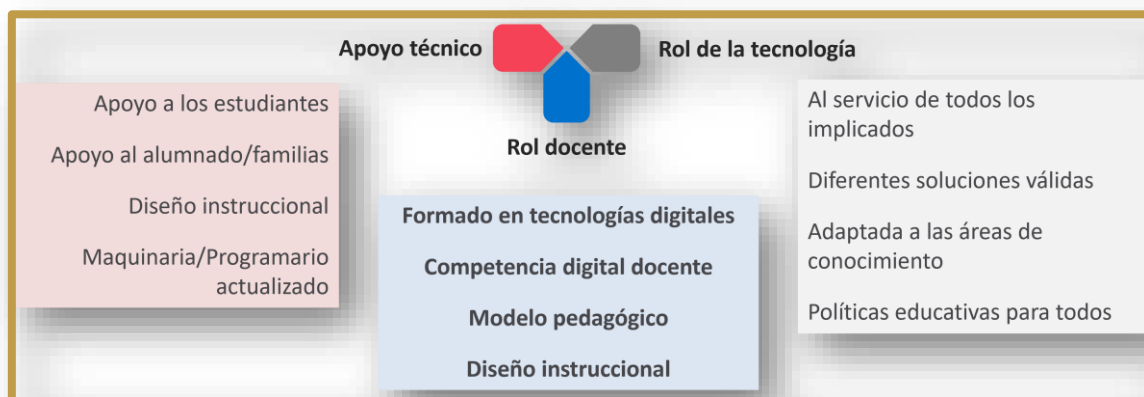 Apoyo técnico
Rol de la tecnología
Rol docente
Apoyo a los estudiantes
Apoyo al alumnado/familias
Diseño instruccional
Maquinaria/Programario
actualizado
Formado en tecnologías digitales
Competencia digital docente
Modelo pedagógico
Diseño instruccional
Al servicio de todos los
implicados
Diferentes soluciones válidas
Adaptada a las áreas de
conocimiento
Políticas educativas para todos